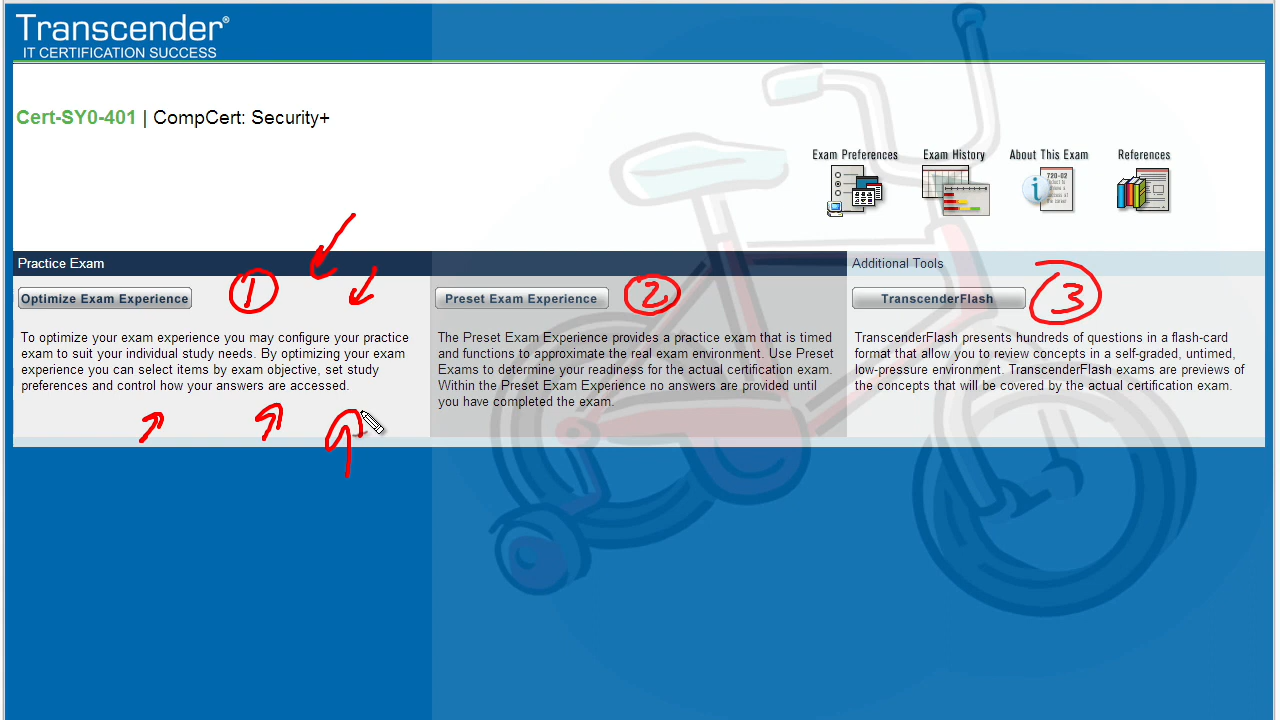 Transcender®
IT CERTIFICATION SUCCESS
Cert-SY0-401 | CompCert: Security+
Exam Preferences
Exam History
About This Exam
References
720-02
Practice Exam
Additional Tools
Optimize Exam Experience
1
To optimize your exam experience you may configure your practice
exam to suit your individual study needs. By optimizing your exam
experience you can select items by exam objective, set study
preferences and control how your answers are accessed.
Preset Exam Experience
2
The Preset Exam Experience provides a practice exam that is timed
and functions to approximate the real exam environment. Use Preset
Exams to determine your readiness for the actual certification exam.
Within the Preset Exam Experience no answers are provided until
you have completed the exam.
TranscenderFlash
3
TranscenderFlash presents hundreds of questions in a flash-card
format that allow you to review concepts in a self-graded, untimed,
low-pressure environment. TranscenderFlash exams are previews of
the concepts that will be covered by the actual certification exam.